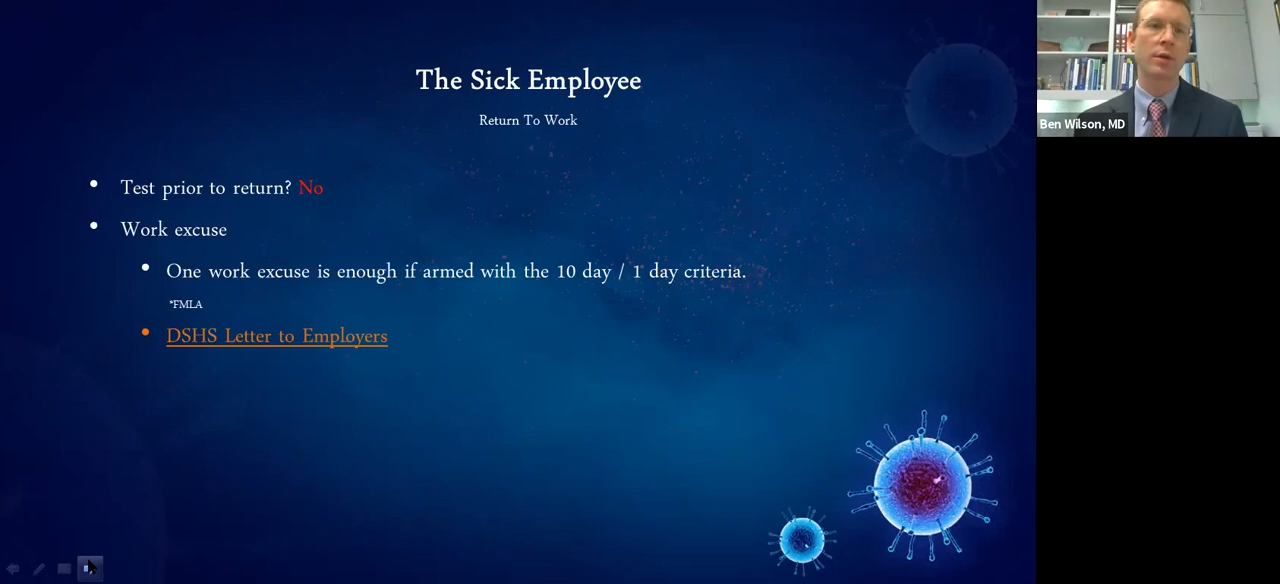 The Sick Employee
Return To Work
• Test prior to return? No
• Work excuse
• One work excuse is enough if armed with the 10 day / 1 day criteria.
*FMLA
• DSHS Letter to Employers
Ben Wilson, MD